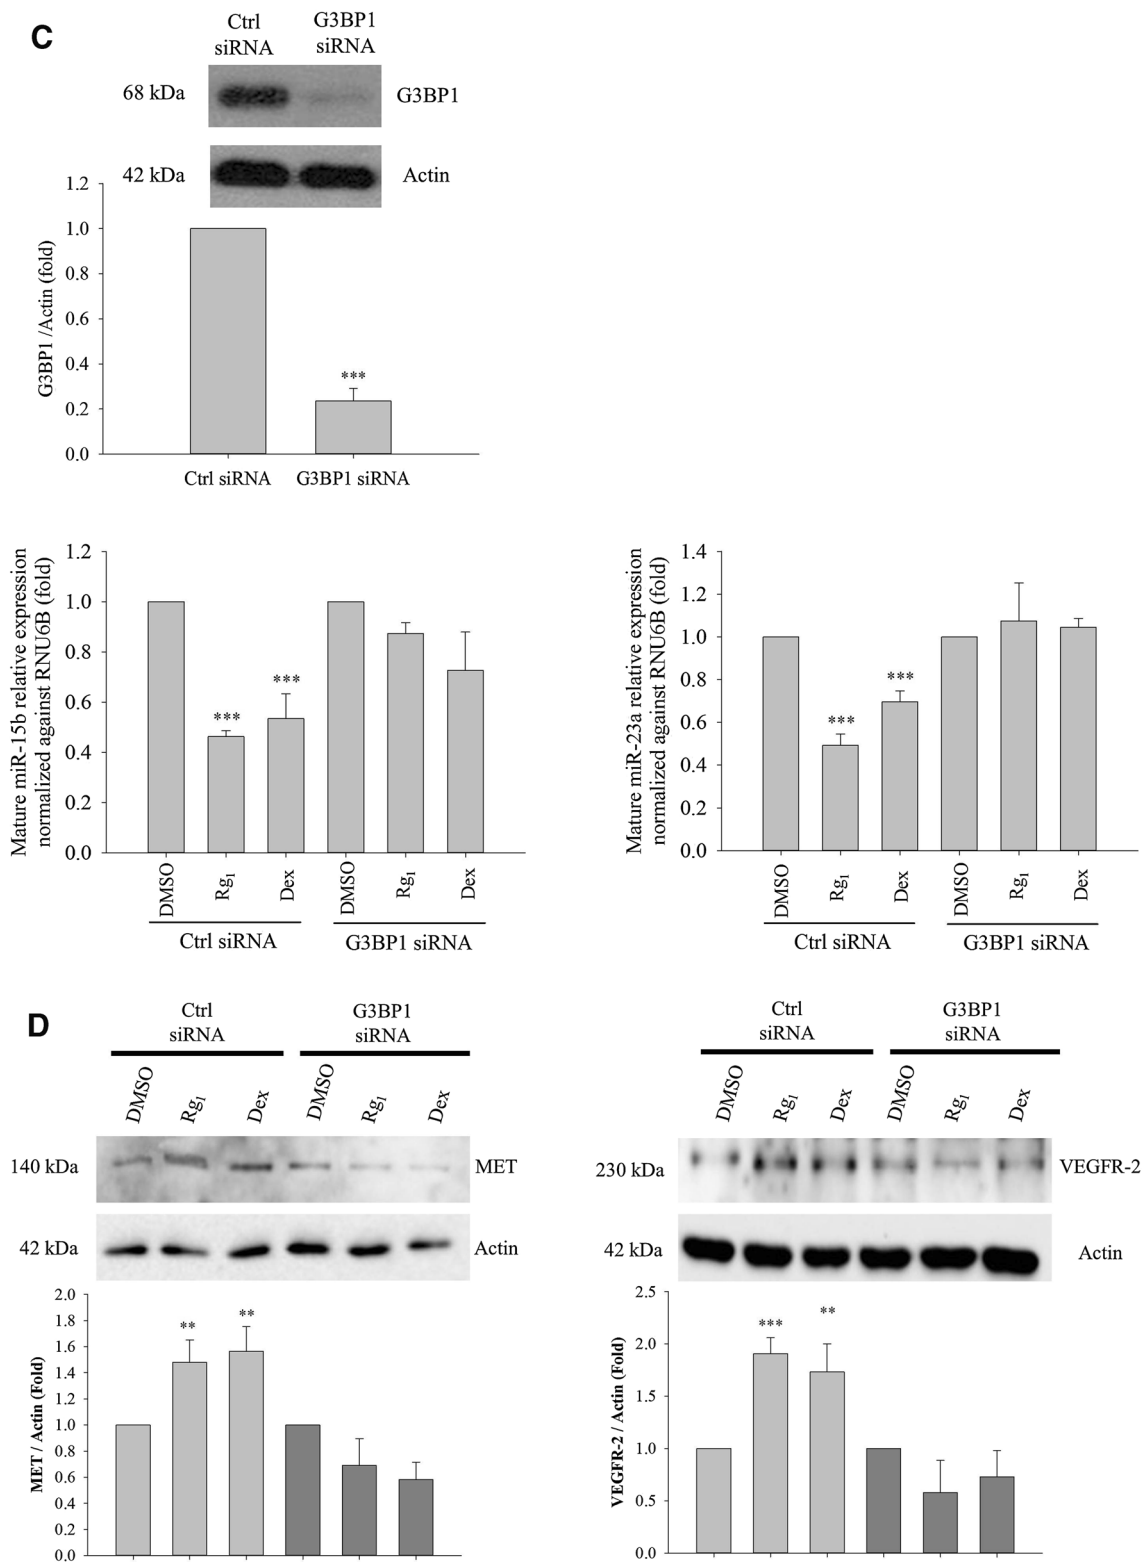 C
Ctrl
siRNA
G3BP1
siRNA
68 kDa
G3BP1
42 kDa
Actin
G3BP1 /Actin (fold)
1.2
1.0
0.8
0.6
0.4
0.2
0.0
***
Ctrl siRNA
G3BP1 siRNA
Mature miR-15b relative expression
normalized against RNU6B (fold)
1.2
1.0
0.8
0.6
0.4
0.2
0.0
***
***
DMSO
Rg1
Dex
DMSO
Rg1
Dex
Ctrl siRNA
G3BP1 siRNA
Mature miR-23a relative expression
normalized against RNU6B (fold)
1.4
1.2
1.0
0.8
0.6
0.4
0.2
0.0
***
***
DMSO
Rg1
Dex
DMSO
Rg1
Dex
Ctrl siRNA
G3BP1 siRNA
D
Ctrl
siRNA
G3BP1
siRNA
DMSO
Rg1
Dex
DMSO
Rg1
Dex
140 kDa
MET
42 kDa
Actin
MET / Actin (Fold)
2.0
1.8
1.6
1.4
1.2
1.0
0.8
0.6
0.4
0.2
0.0
**
**
Ctrl
siRNA
G3BP1
siRNA
DMSO
Rg1
Dex
DMSO
Rg1
Dex
230 kDa
VEGFR-2
42 kDa
Actin
VEGFR-2 / Actin (Fold)
2.5
2.0
1.5
1.0
0.5
0.0
***
**